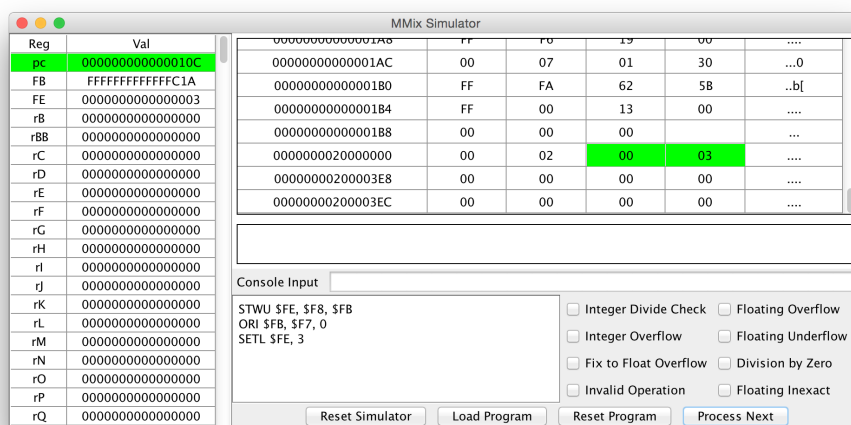 MMix Simulator
Reg Val
pc 000000000000010C
FB FFFFFFFFFFFFFC1A
FE 0000000000000003
rB 0000000000000000
rBB 0000000000000000
rC 0000000000000000
rD 0000000000000000
rE 0000000000000000
rF 0000000000000000
rG 0000000000000000
rH 0000000000000000
rI 0000000000000000
rJ 0000000000000000
rK 0000000000000000
rL 0000000000000000
rM 0000000000000000
rN 0000000000000000
rO 0000000000000000
rP 0000000000000000
rQ 0000000000000000
00000000000001A8 FF F6 19 00 ....
00000000000001AC 00 07 01 30 ...0
00000000000001B0 FF FA 62 5B ..b[
00000000000001B4 FF 00 13 00 ....
00000000000001B8 00 00 00 ...
0000000020000000 00 02 00 03 ....
00000000200003E8 00 00 00 00 ....
00000000200003EC 00 00 00 00 ....
Console Input
STWU $FE, $F8, $FB
ORI $FB, $F7, 0
SETL $FE, 3
Integer Divide Check Floating Overflow
Integer Overflow Floating Underflow
Fix to Float Overflow Division by Zero
Invalid Operation Floating Inexact
Reset Simulator Load Program Reset Program Process Next